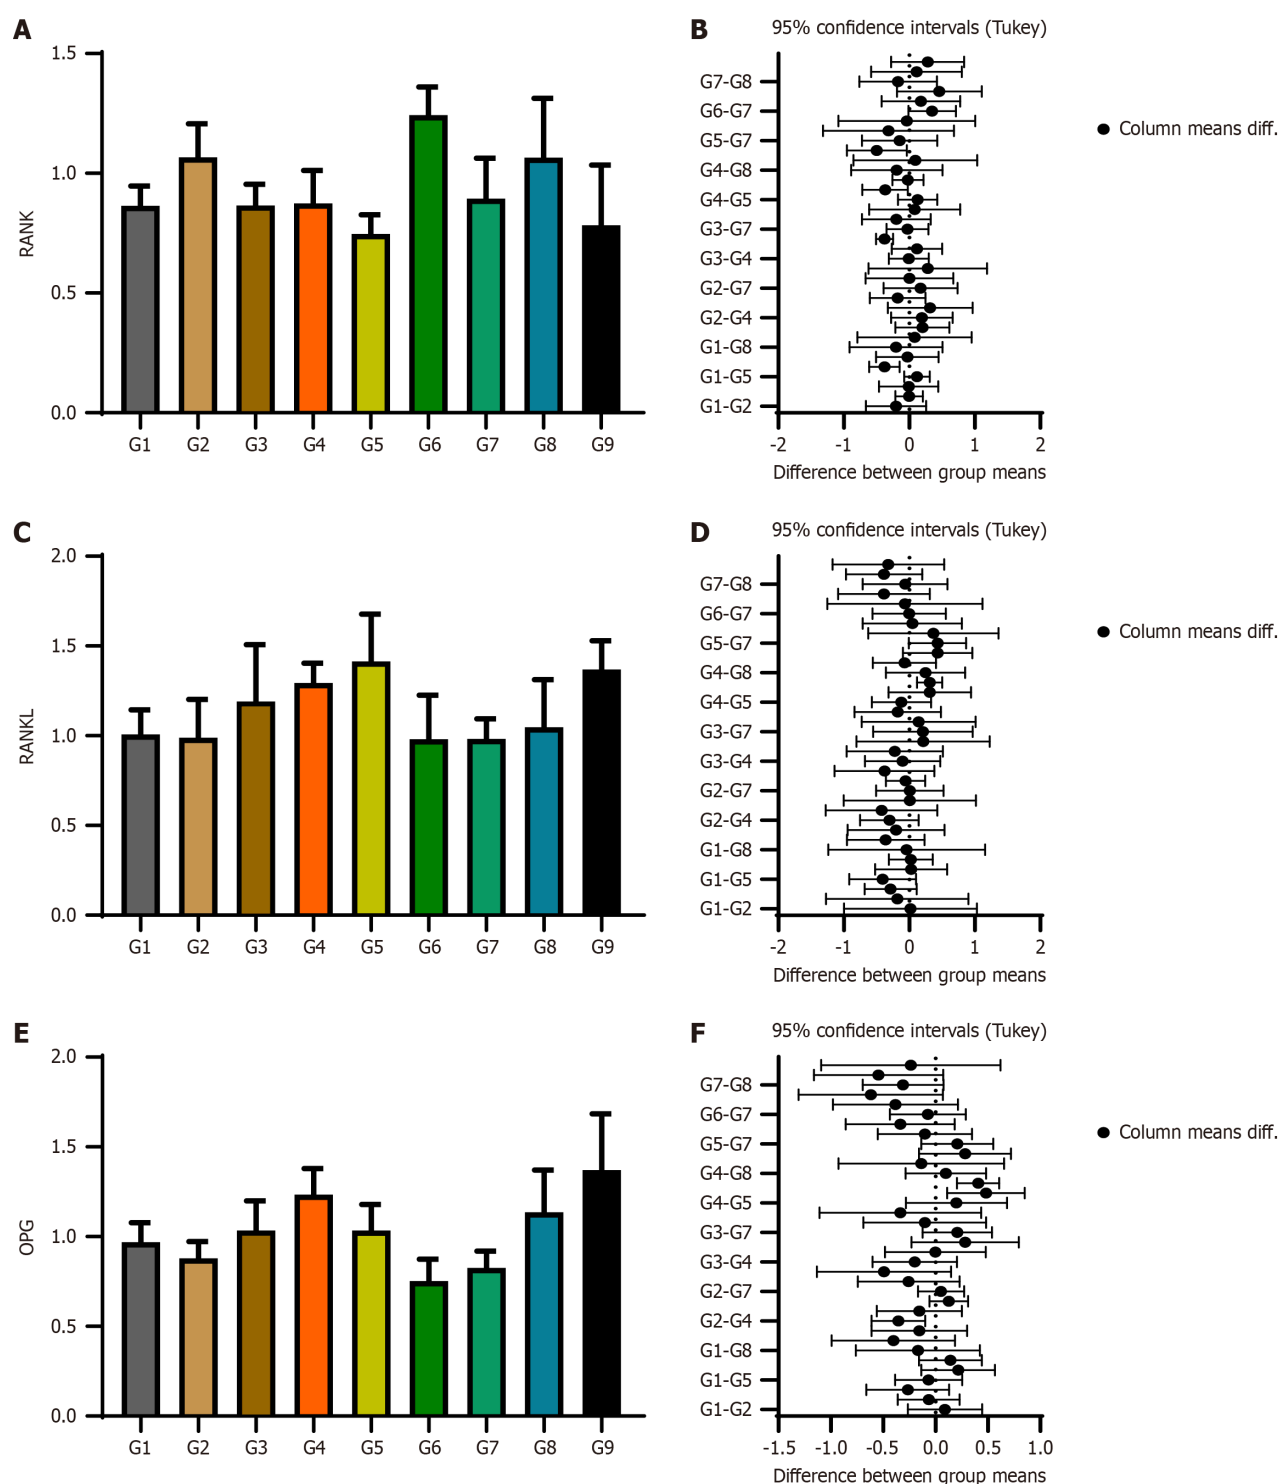 A
1.5
1.0
0.5
0.0
RANK
G1 G2 G3 G4 G5 G6 G7 G8 G9
B
95% confidence intervals (Tukey)
G7-G8
G6-G7
G5-G7
G4-G8
G4-G5
G3-G7
G3-G4
G2-G7
G2-G4
G1-G8
G1-G5
G1-G2
-2 -1 0 1 2
Difference between group means
Column means diff.
C
2.0
1.5
1.0
0.5
0.0
RANKL
G1 G2 G3 G4 G5 G6 G7 G8 G9
D
95% confidence intervals (Tukey)
G7-G8
G6-G7
G5-G7
G4-G8
G4-G5
G3-G7
G3-G4
G2-G7
G2-G4
G1-G8
G1-G5
G1-G2
-2 -1 0 1 2
Difference between group means
Column means diff.
E
2.0
1.5
1.0
0.5
0.0
OPG
G1 G2 G3 G4 G5 G6 G7 G8 G9
F
95% confidence intervals (Tukey)
G7-G8
G6-G7
G5-G7
G4-G8
G4-G5
G3-G7
G3-G4
G2-G7
G2-G4
G1-G8
G1-G5
G1-G2
-1.5 -1.0 -0.5 0.0 0.5 1.0
Difference between group means
Column means diff.